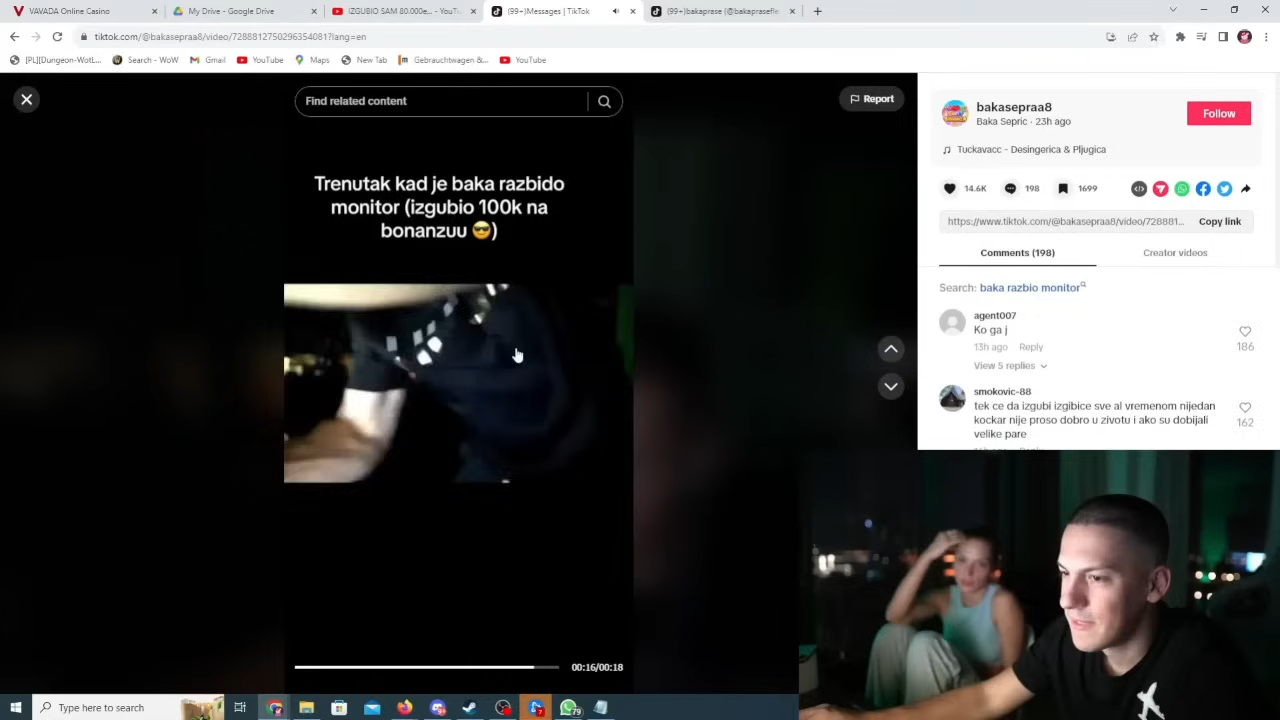 VAVADA Online Casino
My Drive - Google Drive
IZGUBIO SAM 80.000e... - YouTu
(99+)Messages | TikTok
(99+)bakaprase (@bakaprasefle
tiktok.com/@bakasepraa8/video/7288812750296354081?lang=en
[PL][Dungeon-WotL...
Search - WoW
Gmail
YouTube
Maps
New Tab
Gebrauchtwagen &...
YouTube
Find related content
Report
Trenutak kad je baka razbido
monitor (izgubio 100k na
bonanzuu 😎)
00:16/00:18
bakasepraa8
Baka Sepric · 23h ago
Follow
Tuckavacc - Desingerica & Pljugica
14.6K
198
1699
https://www.tiktok.com/@bakasepraa8/video/728881...
Copy link
Comments (198)
Creator videos
Search: baka razbio monitor
agent007
Ko ga j
13h ago Reply
186
View 5 replies
smokovic-88
tek ce da izgubi izgibice sve al vremenom nijedan
kockar nije proso dobro u zivotu i ako su dobijali
velike pare
162
Type here to search
79